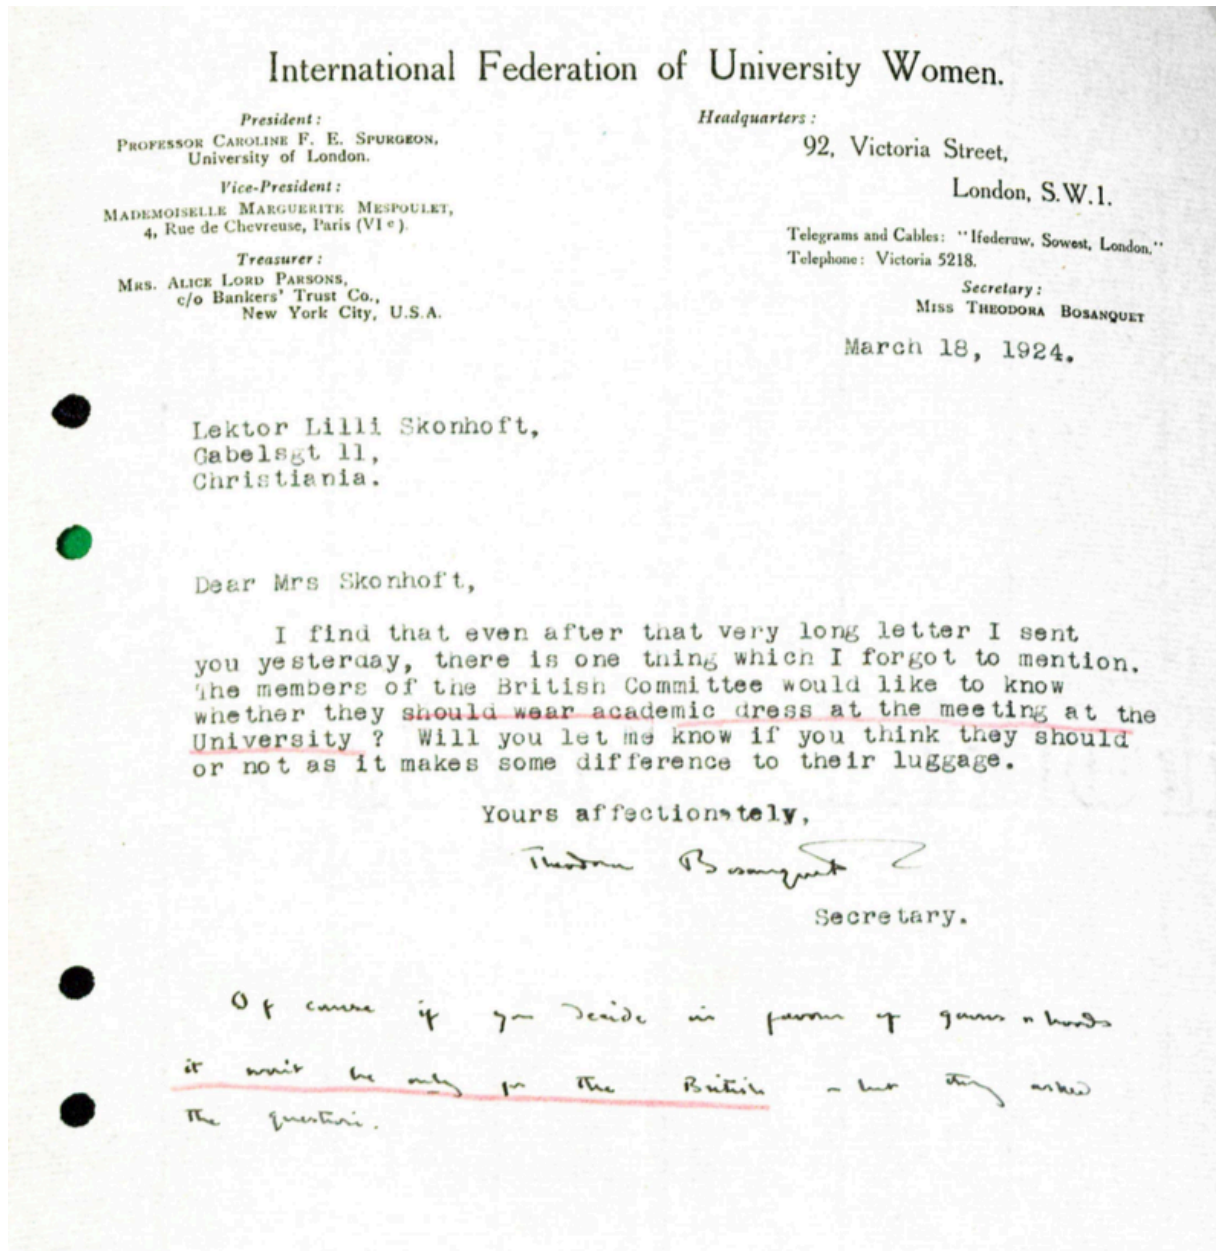 International Federation of University Women.
President :
PROFESSOR CAROLINE F. E. SPURGEON,
University of London.
Vice-President :
MADEMOISELLE MARGUERITE MESPOULET,
4, Rue de Chevreuse, Paris (VIe).
Treasurer :
MRS. ALICE LORD PARSONS,
c/o Bankers' Trust Co.,
New York City, U.S.A.
Headquarters :
92, Victoria Street,
London, S.W.1.
Telegrams and Cables: "Ifederuw, Sowest, London."
Telephone: Victoria 5218.
Secretary :
MISS THEODORA BOSANQUET
March 18, 1924.
Lektor Lilli Skonhoft,
Gabelsgt 11,
Christiania.
Dear Mrs Skonhoft,
I find that even after that very long letter I sent
you yesterday, there is one thing which I forgot to mention.
The members of the British Committee would like to know
whether they should wear academic dress at the meeting at the
University ? Will you let me know if you think they should
or not as it makes some difference to their luggage.
Yours affectionately,
Theodora Bosanquet
Secretary.
Of course if you decide in favour of gowns & hoods
it won't be only for the British - but they asked
the question.